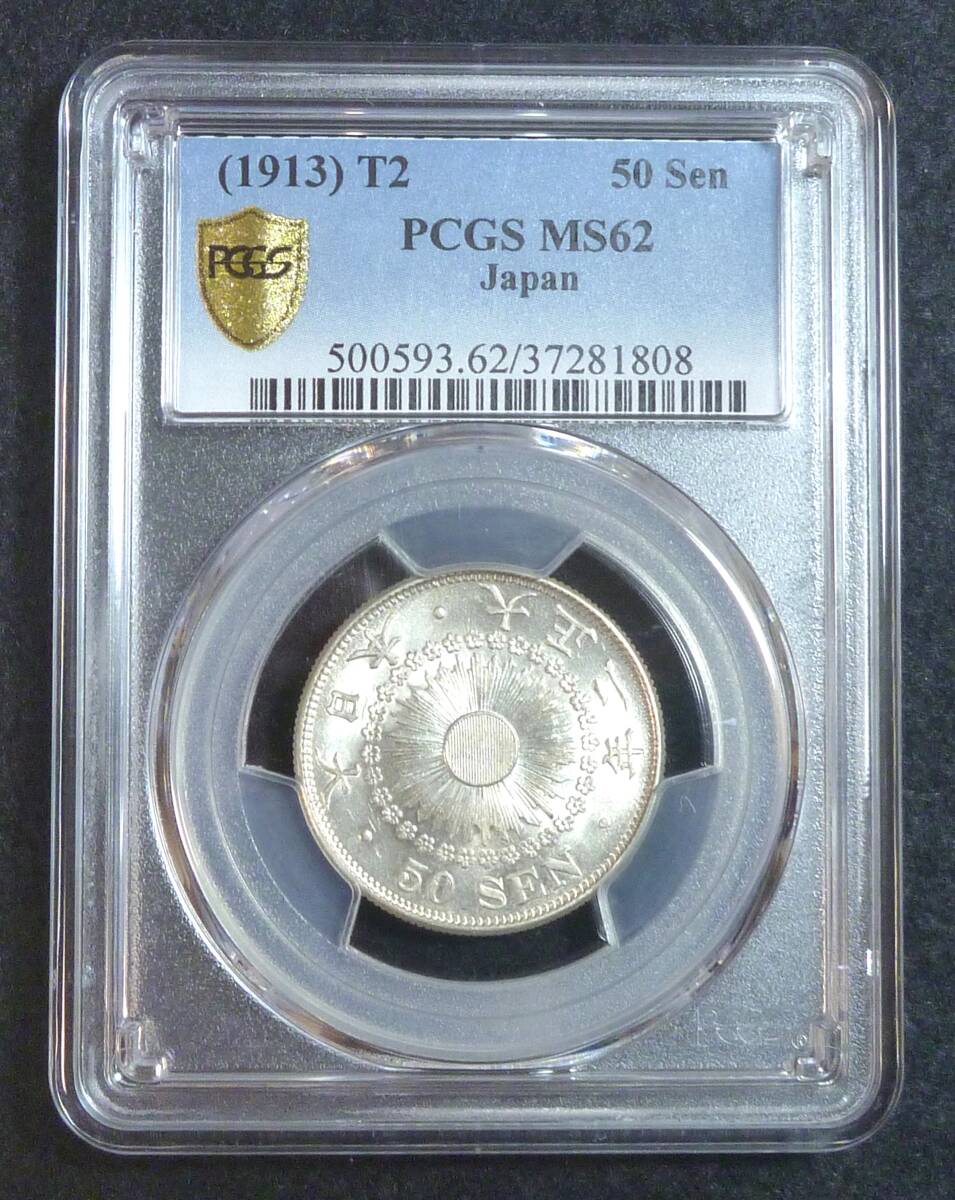 (1913) T2 50 Sen
PCGS MS62
PCGS
Japan
500593.62/37281808
大日本・大正二年
50 SEN
PCGS